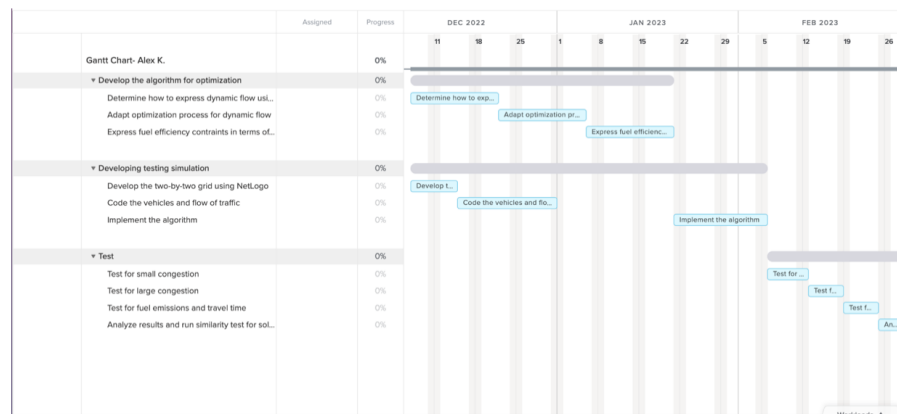 Assigned Progress DEC 2022 JAN 2023 FEB 2023
11 18 25 1 8 15 22 29 5 12 19 26
Gantt Chart- Alex K. 0%
▼ Develop the algorithm for optimization 0%
Determine how to express dynamic flow usi... 0% Determine how to exp...
Adapt optimization process for dynamic flow 0% Adapt optimization pr...
Express fuel efficiency contraints in terms of... 0% Express fuel efficienc...
▼ Developing testing simulation 0%
Develop the two-by-two grid using NetLogo 0% Develop t...
Code the vehicles and flow of traffic 0% Code the vehicles and flo...
Implement the algorithm 0% Implement the algorithm
▼ Test 0%
Test for small congestion 0% Test for ...
Test for large congestion 0% Test f...
Test for fuel emissions and travel time 0% Test f...
Analyze results and run similarity test for sol... 0% An...